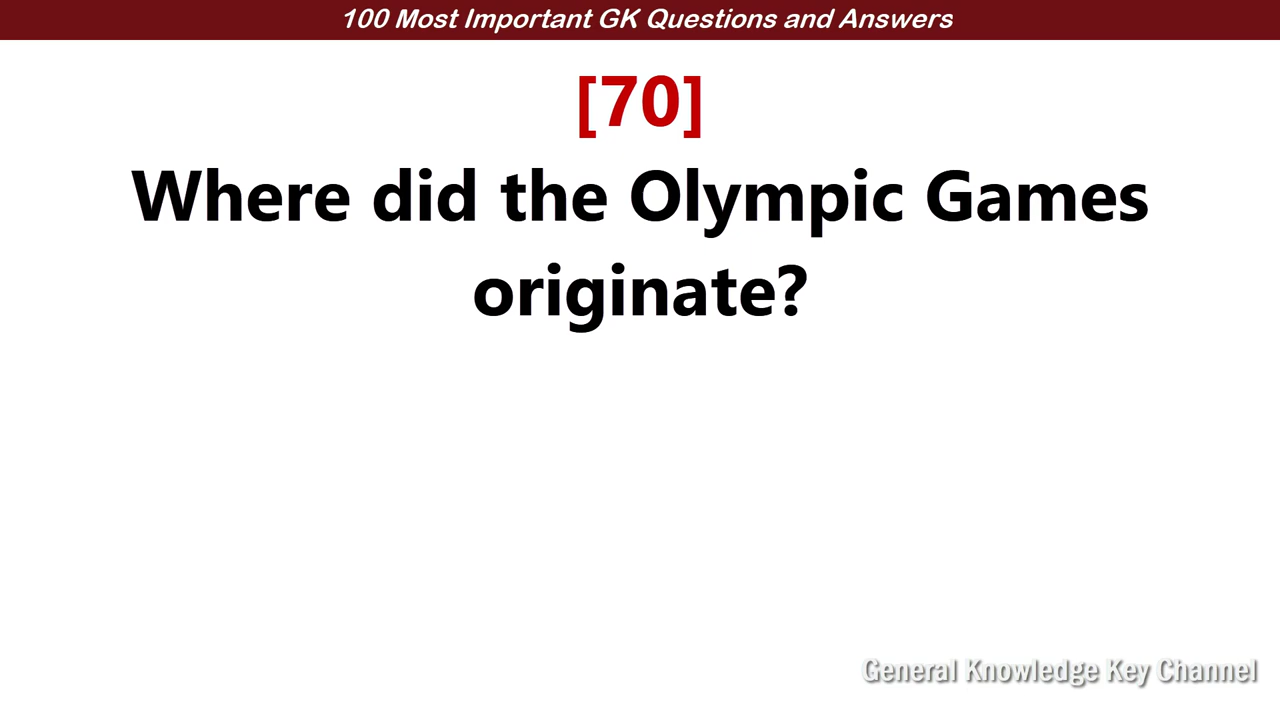 100 Most Important GK Questions and Answers
[70]
Where did the Olympic Games
originate?
General Knowledge Key Channel